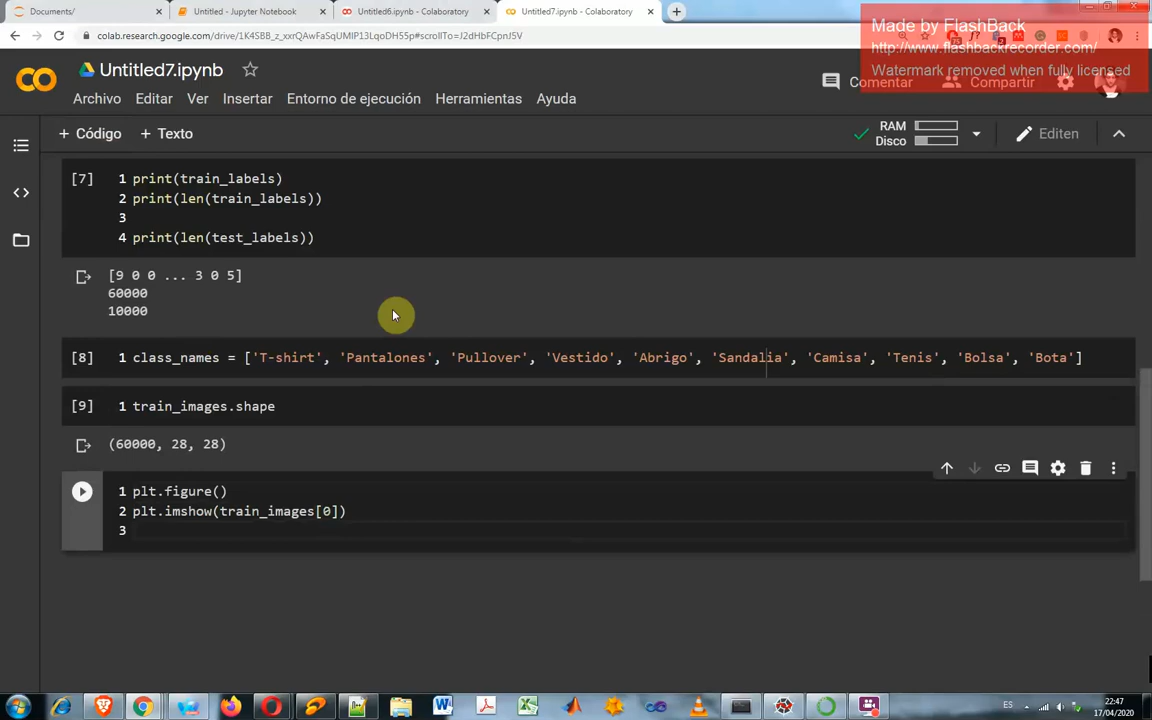 Documents/
Untitled - Jupyter Notebook
Untitled6.ipynb - Colaboratory
Untitled7.ipynb - Colaboratory
Made by FlashBack
http://www.flashbackrecorder.com/
Watermark removed when fully licensed
colab.research.google.com/drive/1K4SBB_z_xxrQAwFaSqUMIP13LqoDH55p#scrollTo=J2dHbFCpnJ5V
Untitled7.ipynb
Comentar
Compartir
Archivo Editar Ver Insertar Entorno de ejecución Herramientas Ayuda
+ Código + Texto
RAM
Disco
Editen
[7] 1 print(train_labels)
2 print(len(train_labels))
3
4 print(len(test_labels))
[9 0 0 ... 3 0 5]
60000
10000
[8] 1 class_names = ['T-shirt', 'Pantalones', 'Pullover', 'Vestido', 'Abrigo', 'Sandalia', 'Camisa', 'Tenis', 'Bolsa', 'Bota']
[9] 1 train_images.shape
(60000, 28, 28)
1 plt.figure()
2 plt.imshow(train_images[0])
3
ES
22:47
17/04/2020